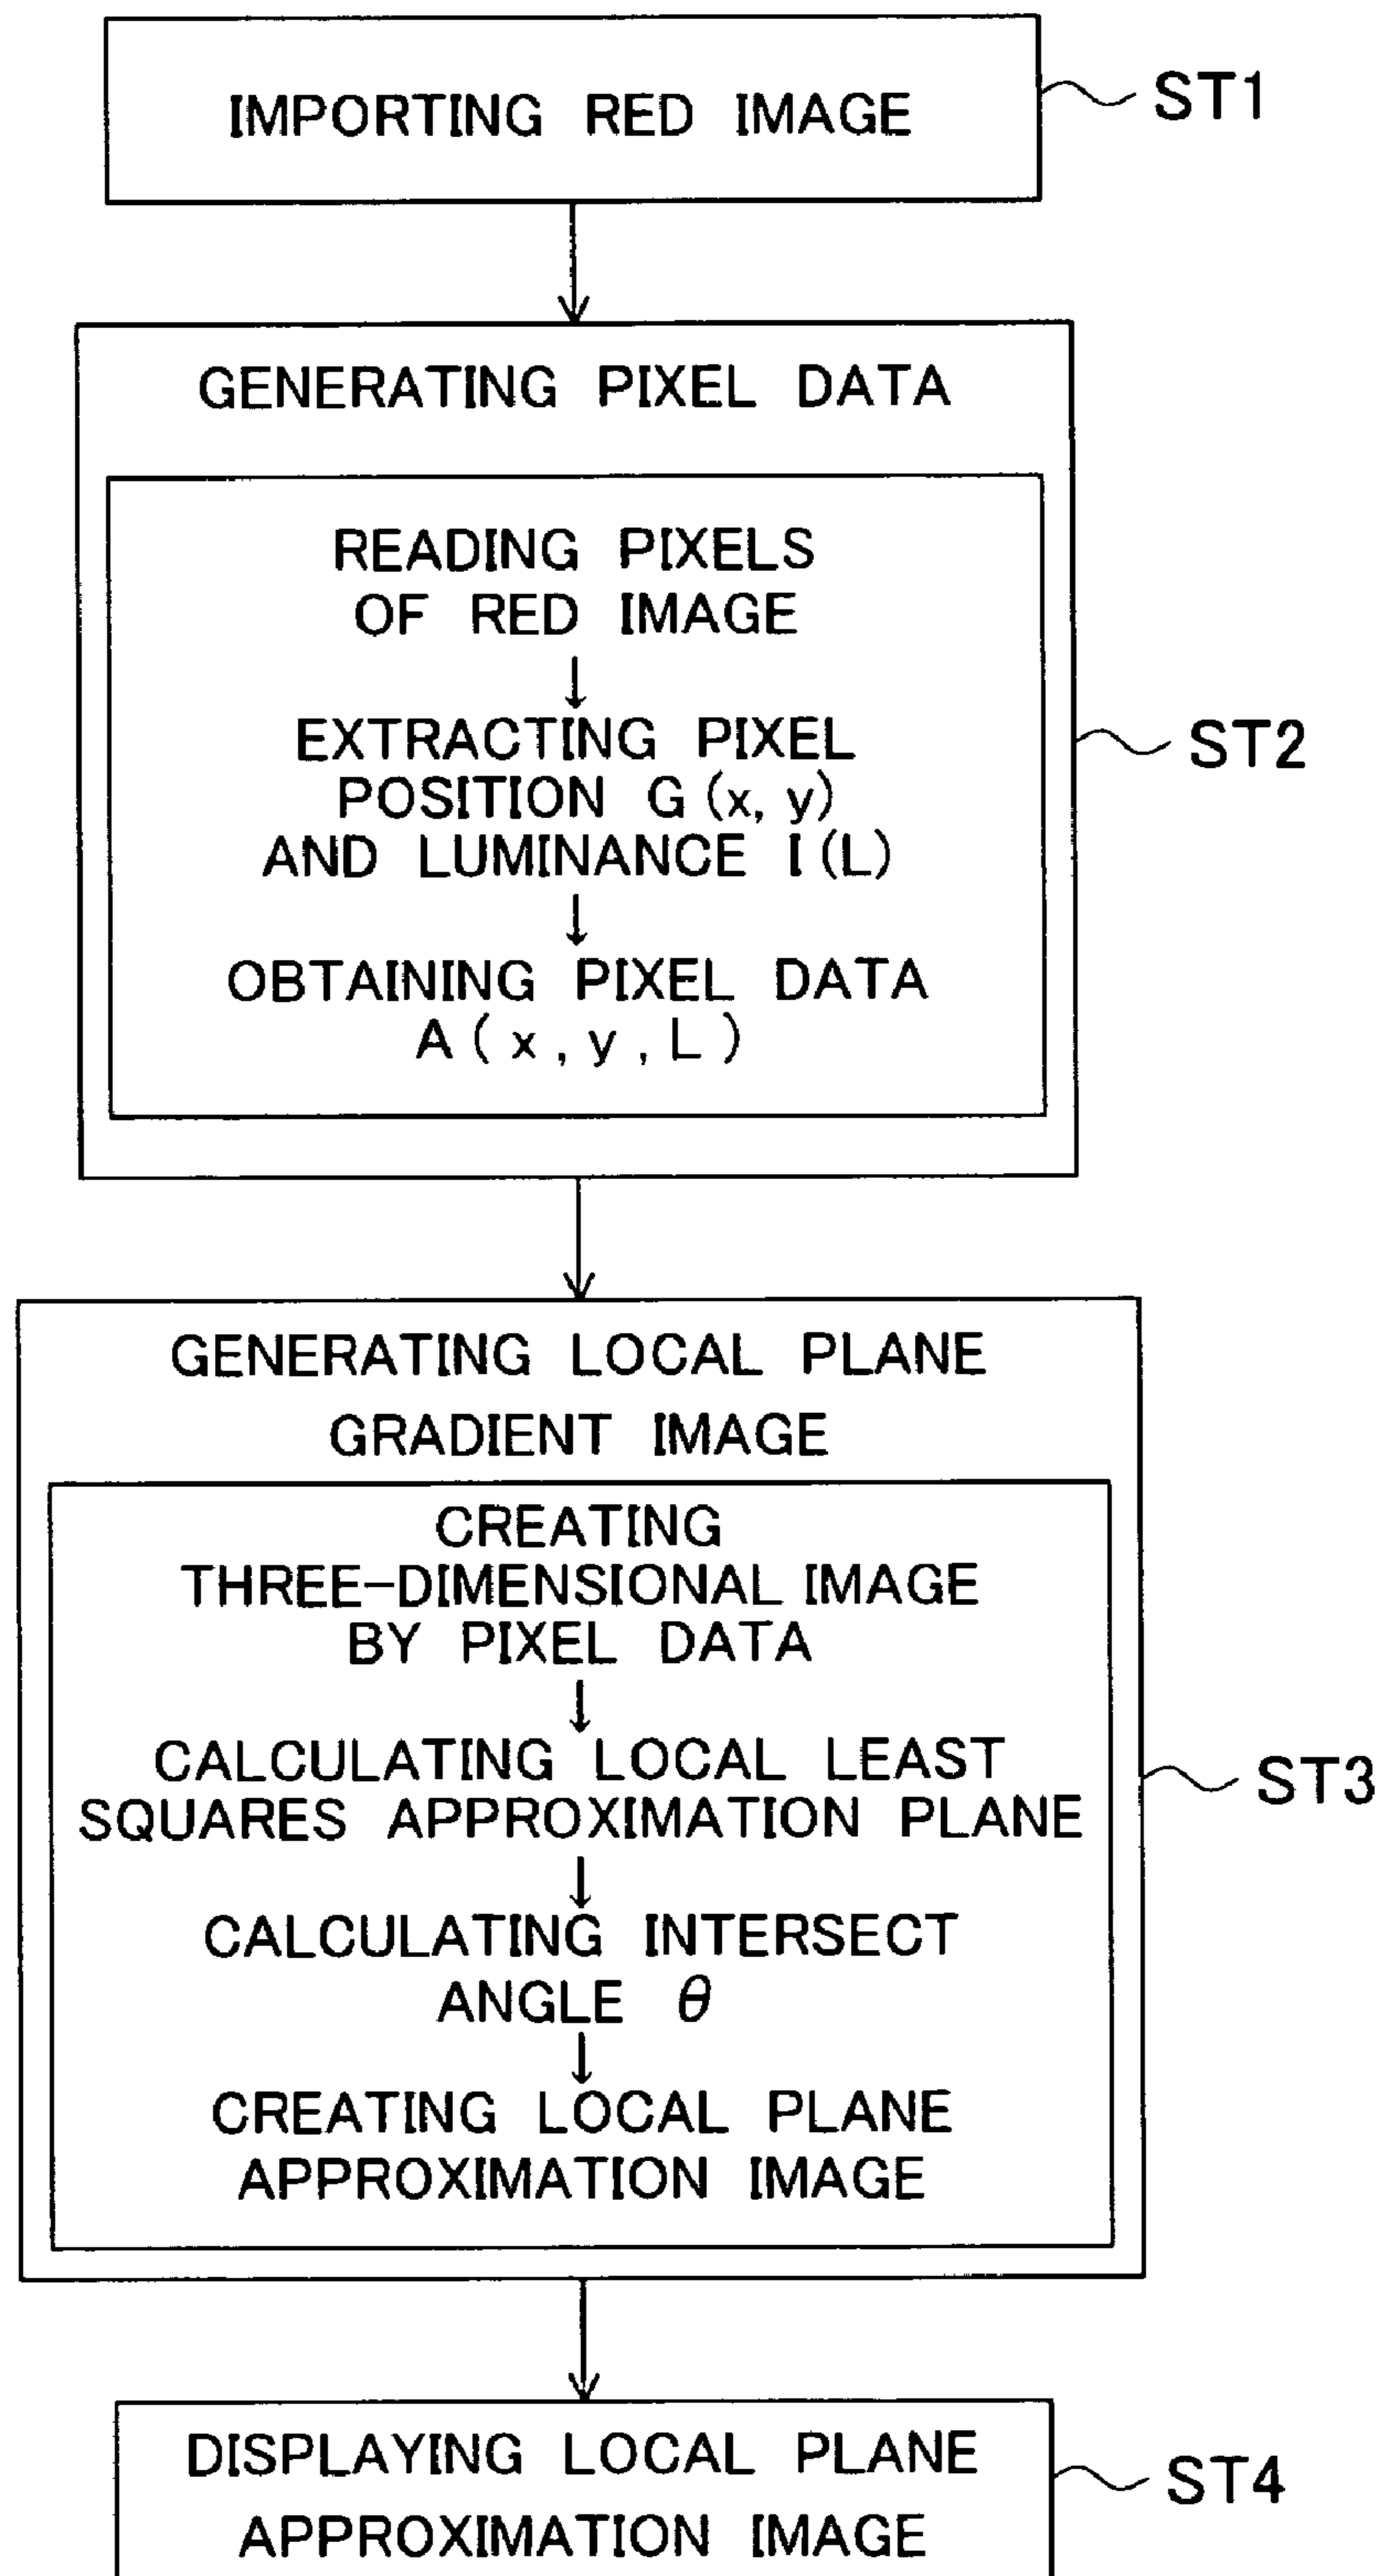 IMPORTING RED IMAGE
ST1
GENERATING PIXEL DATA
READING PIXELS
OF RED IMAGE
EXTRACTING PIXEL
POSITION G (x, y)
AND LUMINANCE I (L)
OBTAINING PIXEL DATA
A ( x , y , L )
ST2
GENERATING LOCAL PLANE
GRADIENT IMAGE
CREATING
THREE-DIMENSIONAL IMAGE
BY PIXEL DATA
CALCULATING LOCAL LEAST
SQUARES APPROXIMATION PLANE
CALCULATING INTERSECT
ANGLE θ
CREATING LOCAL PLANE
APPROXIMATION IMAGE
ST3
DISPLAYING LOCAL PLANE
APPROXIMATION IMAGE
ST4